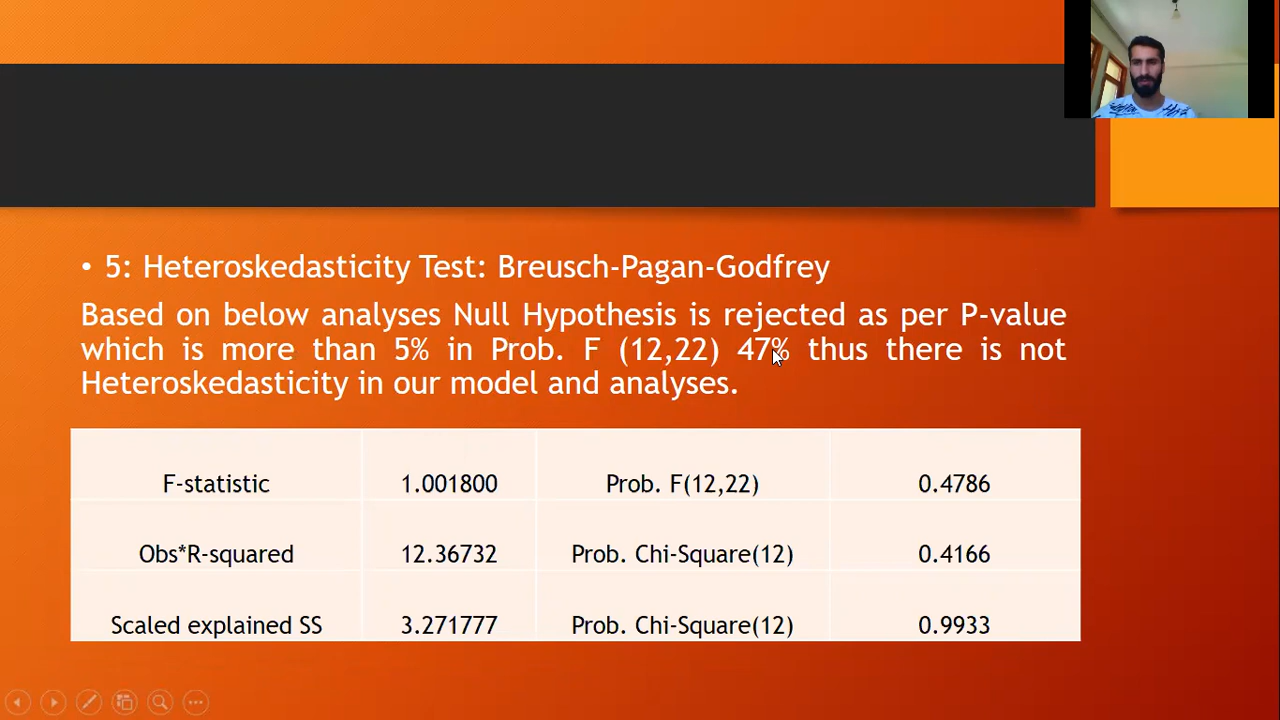 • 5: Heteroskedasticity Test: Breusch-Pagan-Godfrey
Based on below analyses Null Hypothesis is rejected as per P-value
which is more than 5% in Prob. F (12,22) 47% thus there is not
Heteroskedasticity in our model and analyses.
F-statistic 1.001800 Prob. F(12,22) 0.4786
Obs*R-squared 12.36732 Prob. Chi-Square(12) 0.4166
Scaled explained SS 3.271777 Prob. Chi-Square(12) 0.9933